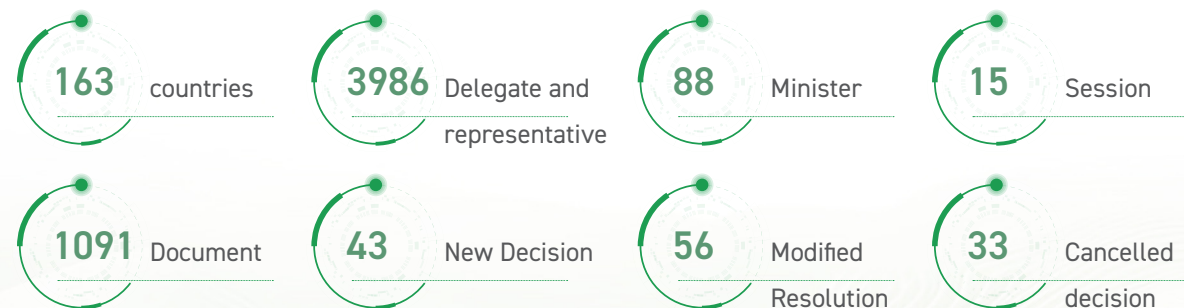 163 countries
3986 Delegate and
representative
88 Minister
15 Session
1091 Document
43 New Decision
56 Modified
Resolution
33 Cancelled
decision